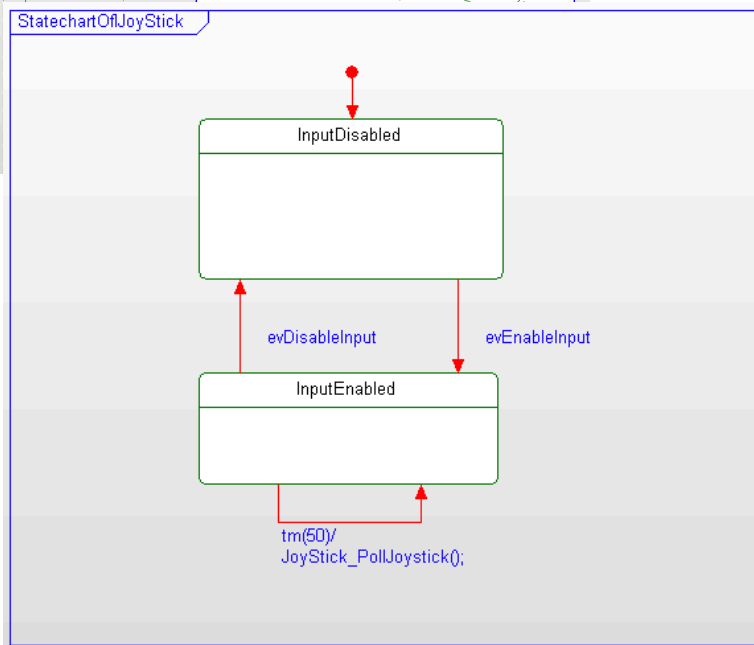 StatechartOfJoyStick
InputDisabled
evDisableInput
evEnableInput
InputEnabled
tm(50)/
JoyStick_PollJoystick();